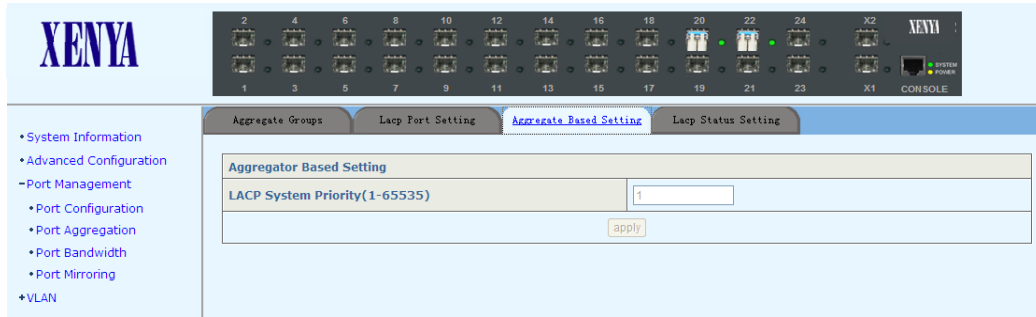 XENYA
2 4 6 8 10 12 14 16 18 20 22 24 X2 XENYA
SYSTEM
POWER
1 3 5 7 9 11 13 15 17 19 21 23 X1 CONSOLE
Aggregate Groups Lacp Port Setting Aggregate Based Setting Lacp Status Setting
System Information
Advanced Configuration
Port Management
Port Configuration
Port Aggregation
Port Bandwidth
Port Mirroring
VLAN
Aggregator Based Setting
LACP System Priority(1-65535) 1
apply